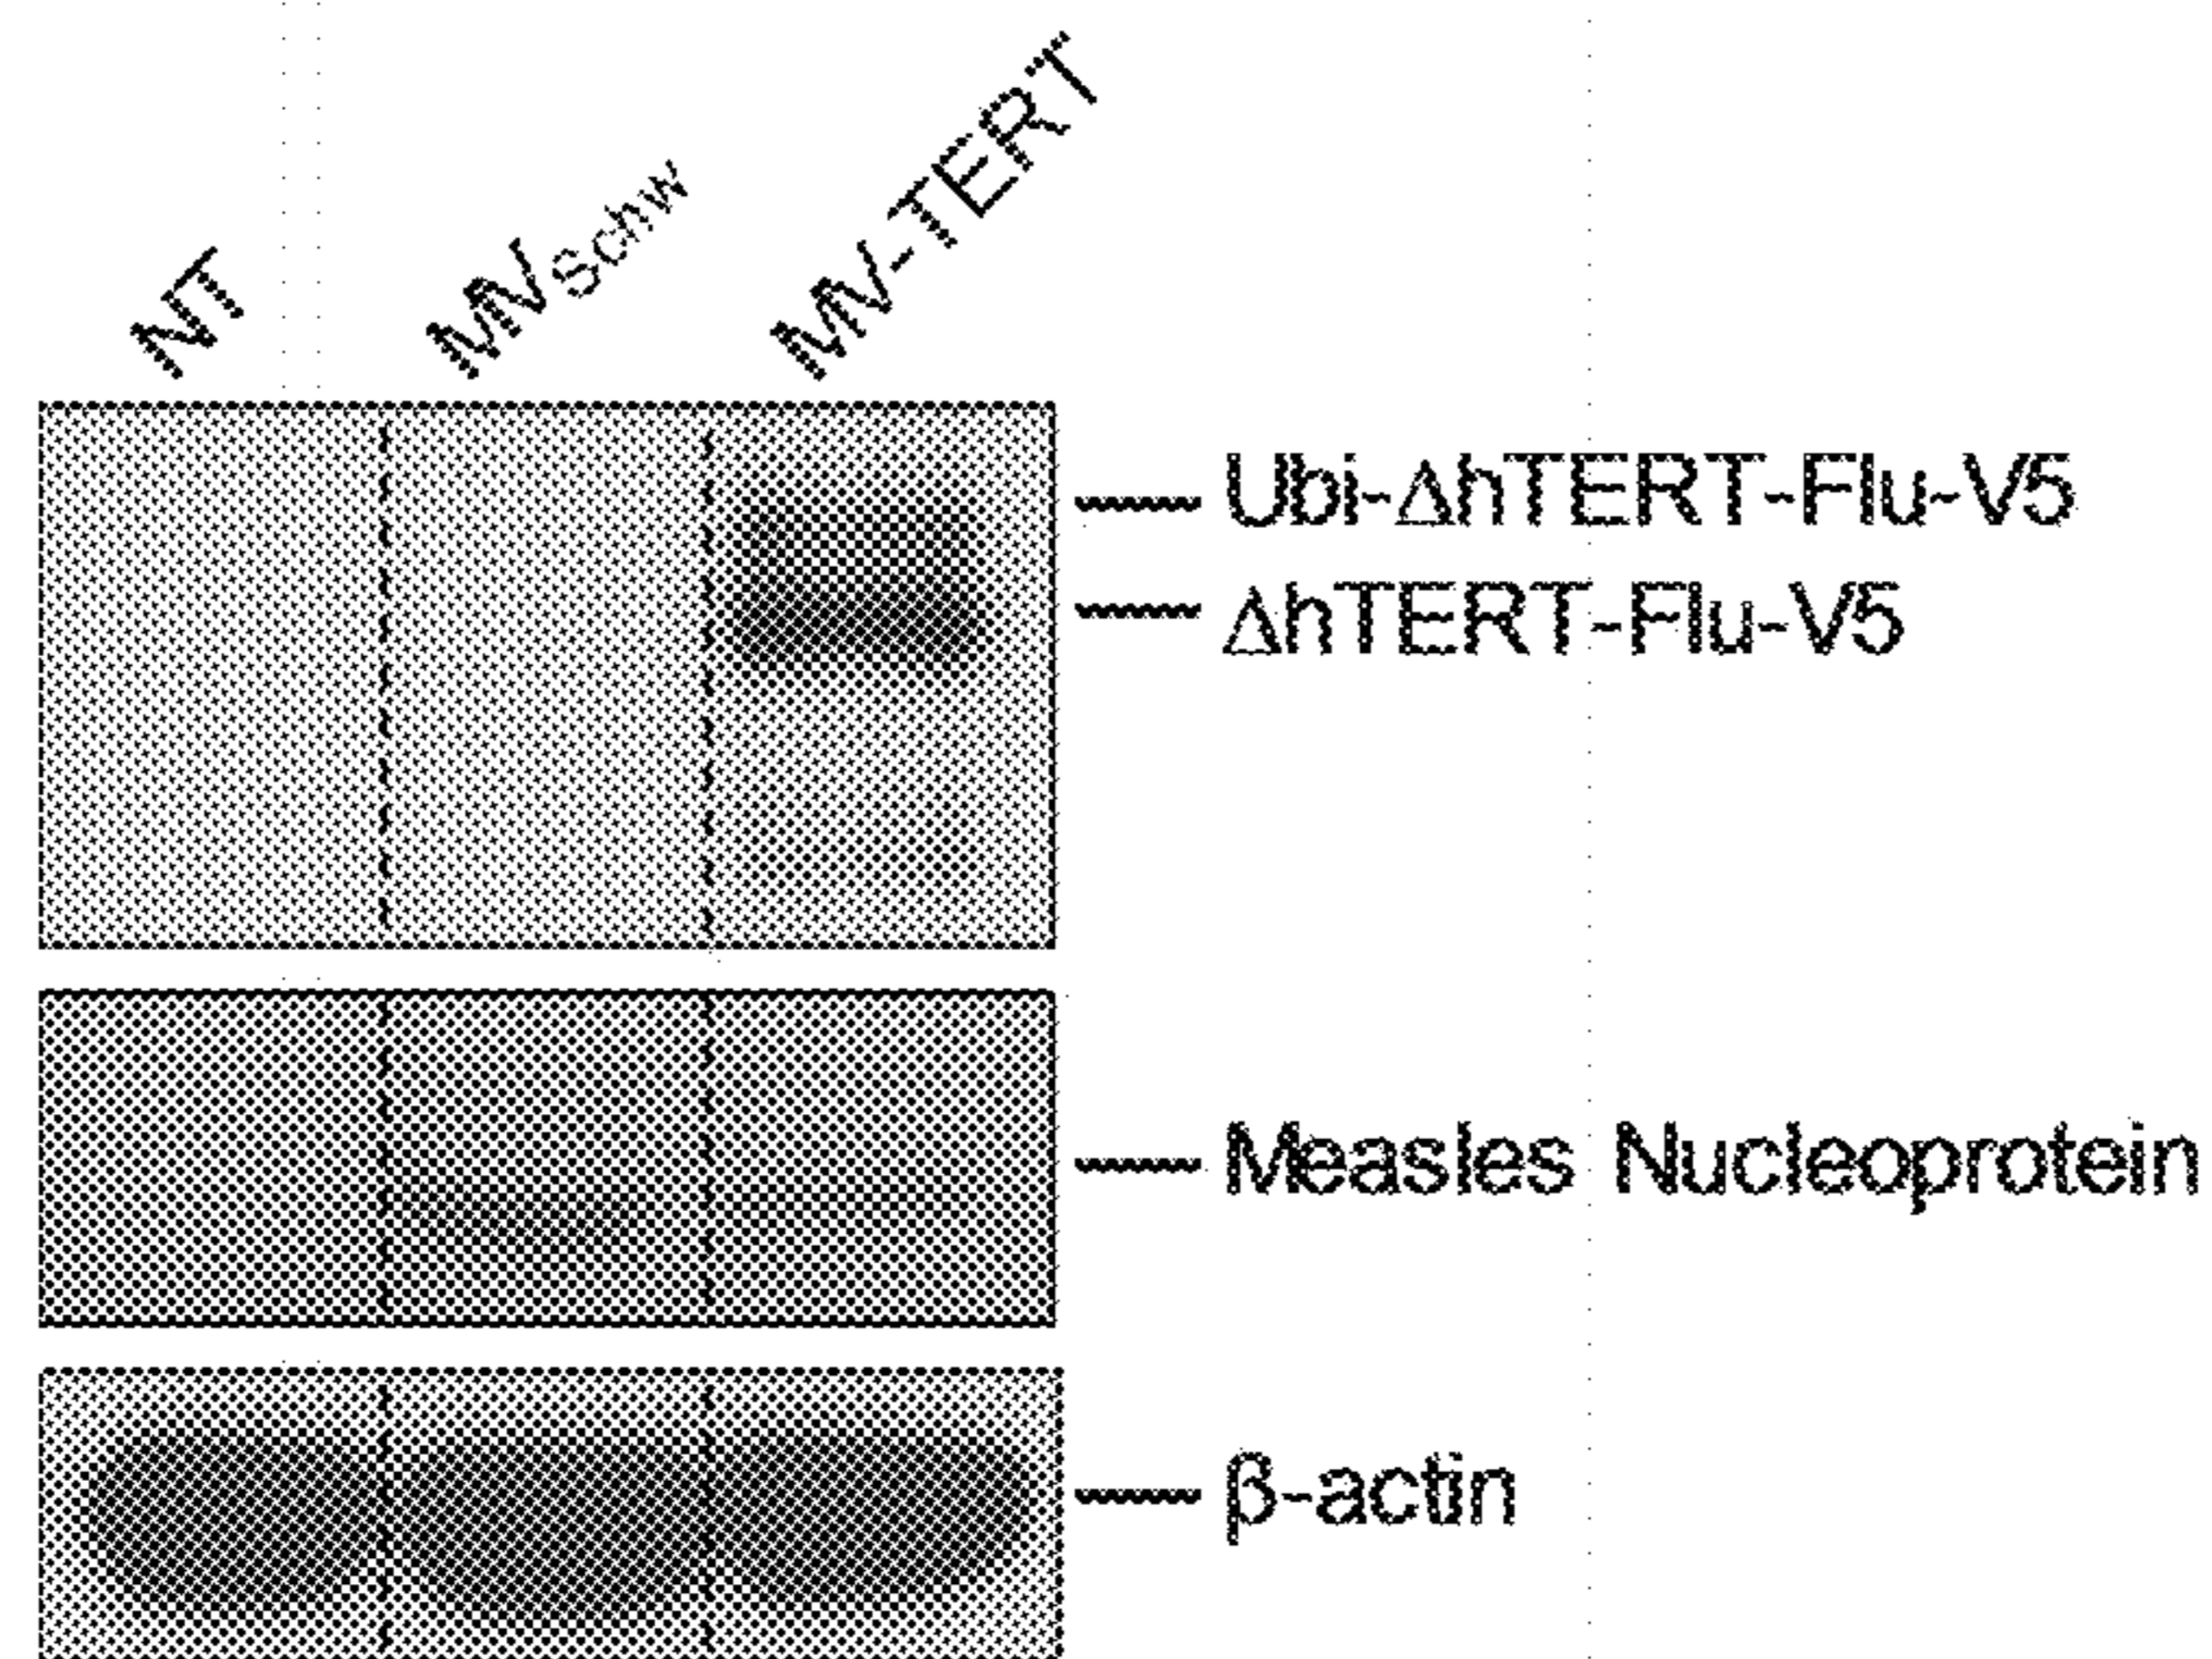 NT
MVSchw
MV-TERT
Ubi-ΔhTERT-Flu-V5
ΔhTERT-Flu-V5
Measles Nucleoprotein
β-actin